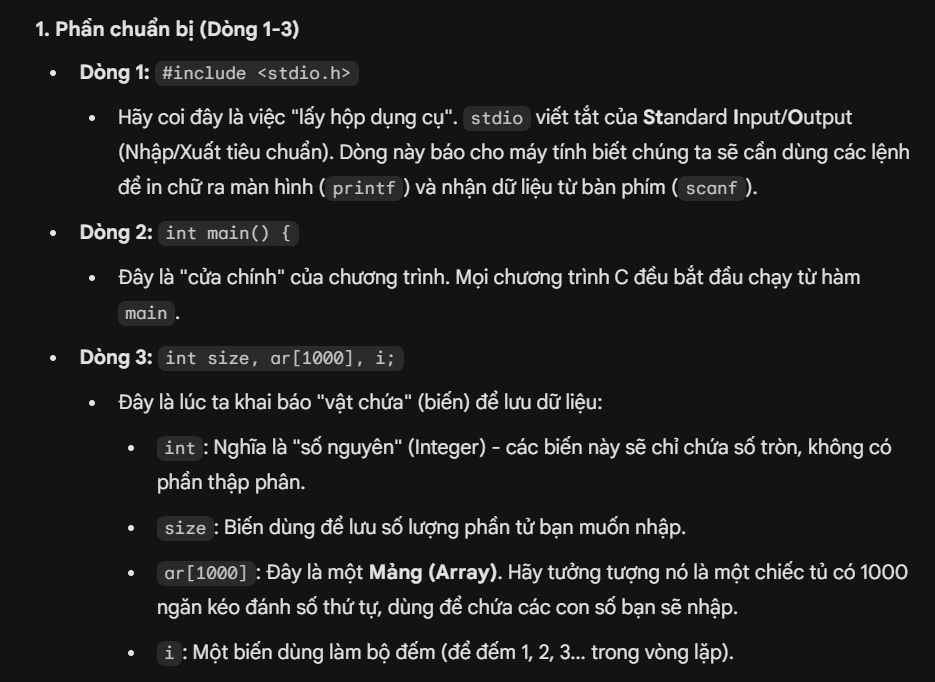 1. Phần chuẩn bị (Dòng 1-3)
Dòng 1: #include <stdio.h>
Hãy coi đây là việc "lấy hộp dụng cụ". stdio viết tắt của Standard Input/Output
(Nhập/Xuất tiêu chuẩn). Dòng này báo cho máy tính biết chúng ta sẽ cần dùng các lệnh
để in chữ ra màn hình (printf) và nhận dữ liệu từ bàn phím (scanf).
Dòng 2: int main() {
Đây là "cửa chính" của chương trình. Mọi chương trình C đều bắt đầu chạy từ hàm
main.
Dòng 3: int size, ar[1000], i;
Đây là lúc ta khai báo "vật chứa" (biến) để lưu dữ liệu:
int: Nghĩa là "số nguyên" (Integer) - các biến này sẽ chỉ chứa số tròn, không có
phần thập phân.
size: Biến dùng để lưu số lượng phần tử bạn muốn nhập.
ar[1000]: Đây là một Mảng (Array). Hãy tưởng tượng nó là một chiếc tủ có 1000
ngăn kéo đánh số thứ tự, dùng để chứa các con số bạn sẽ nhập.
i: Một biến dùng làm bộ đếm (để đếm 1, 2, 3... trong vòng lặp).